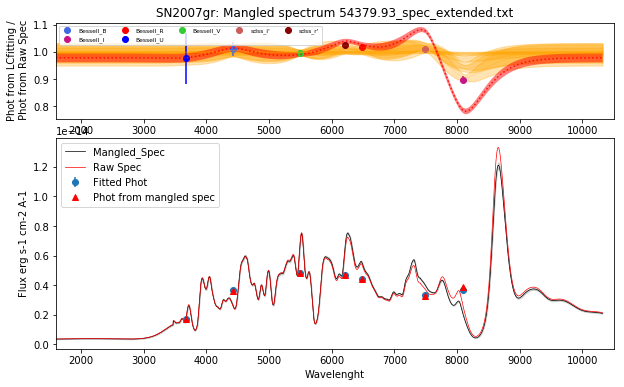 SN2007gr: Mangled spectrum 54379.93_spec_extended.txt
Phot from LCfitting /
Phot from Raw Spec
1.1
1.0
0.9
0.8
Bessell_B
Bessell_R
Bessell_V
sdss_i'
sdss_r'
Bessell_I
Bessell_U
2000 3000 4000 5000 6000 7000 8000 9000 10000
1e-14
Flux erg s-1 cm-2 A-1
1.2
1.0
0.8
0.6
0.4
0.2
0.0
Mangled_Spec
Raw Spec
Fitted Phot
Phot from mangled spec
2000 3000 4000 5000 6000 7000 8000 9000 10000
Wavelenght